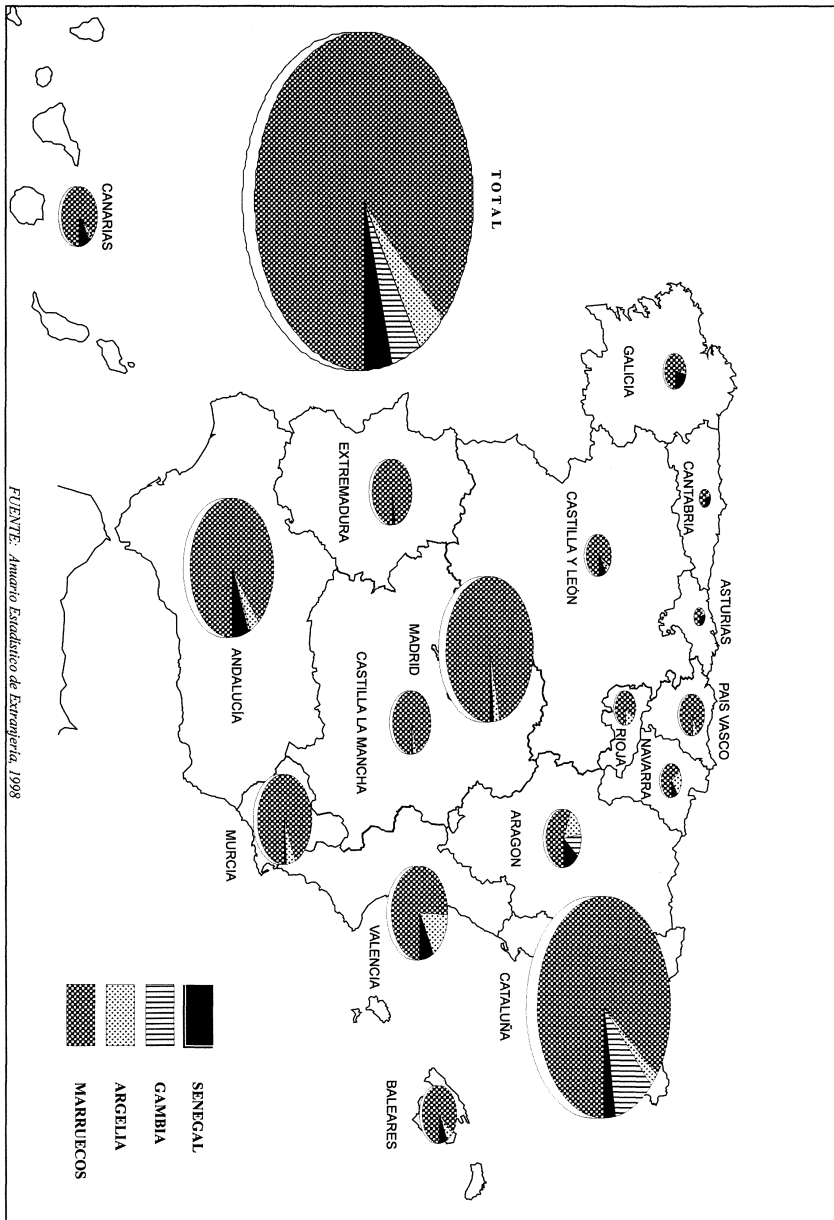 TOTAL
GALICIA
CANTABRIA
ASTURIAS
PAIS VASCO
NAVARRA
RIOJA
CASTILLA Y LEÓN
ARAGON
CATALUÑA
MADRID
EXTREMADURA
CASTILLA LA MANCHA
VALENCIA
BALEARES
ANDALUCÍA
MURCIA
CANARIAS
SENEGAL
GAMBIA
ARGELIA
MARRUECOS
FUENTE: Anuario Estadístico de Extranjería, 1998